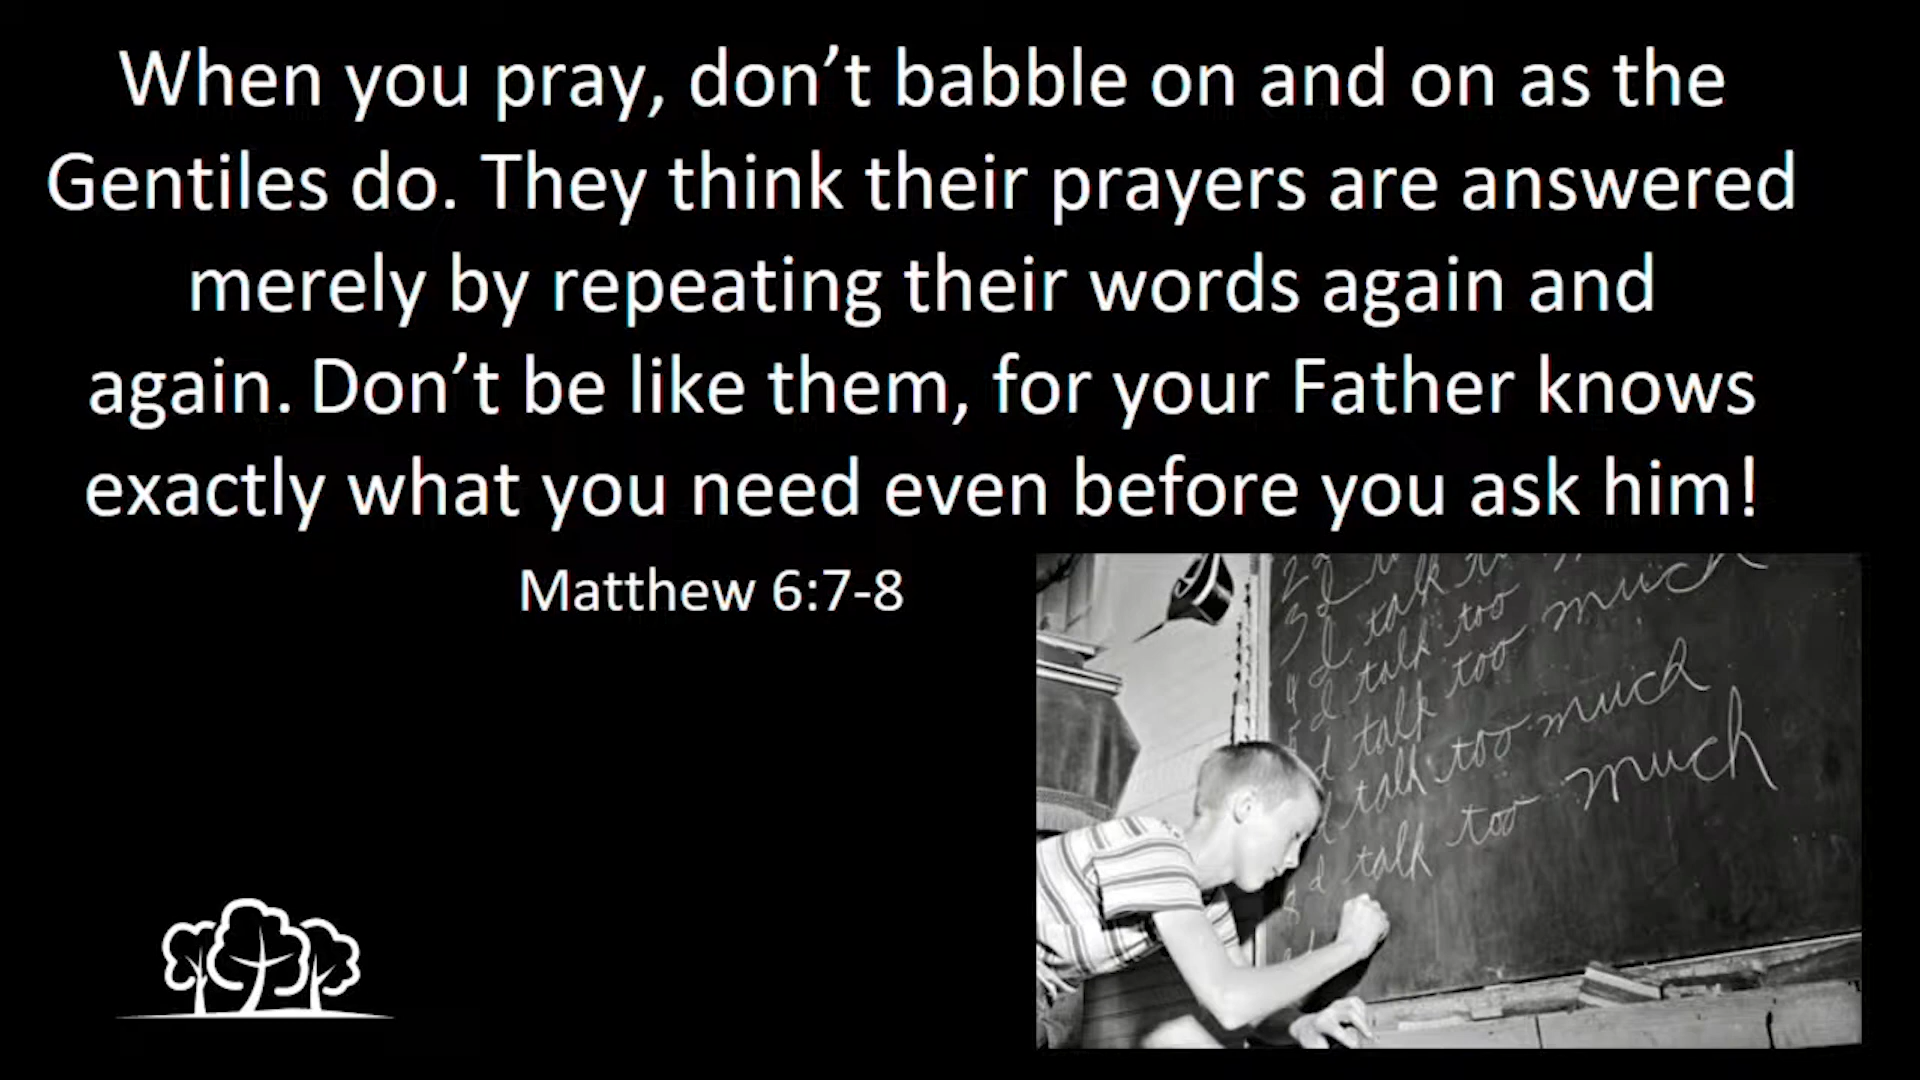 When you pray, don’t babble on and on as the
Gentiles do. They think their prayers are answered
merely by repeating their words again and
again. Don’t be like them, for your Father knows
exactly what you need even before you ask him!
Matthew 6:7-8
talk
talk too much
talk too
talk too
talk too much
talk too much